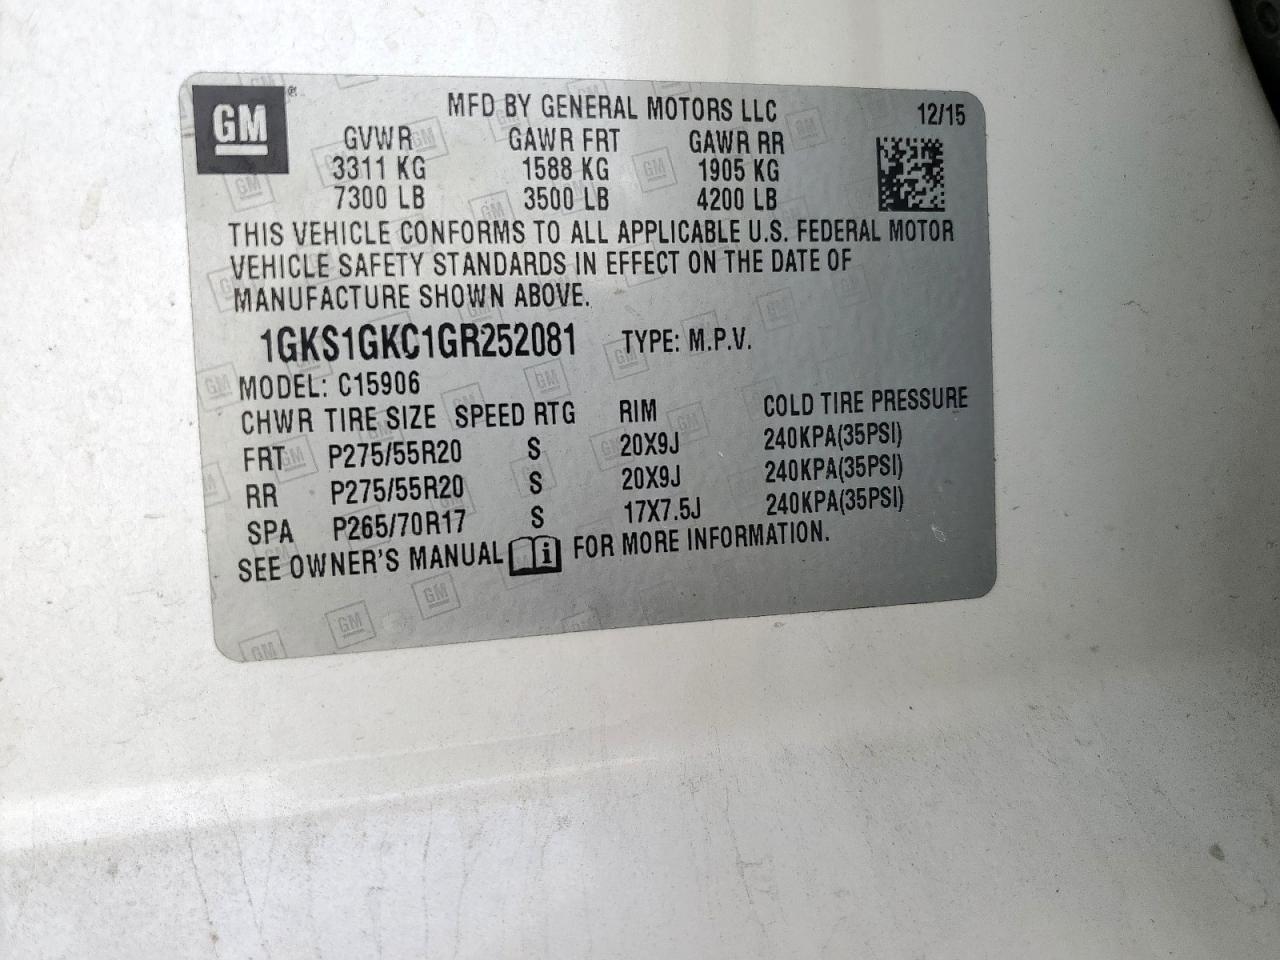 GM ®
MFD BY GENERAL MOTORS LLC 12/15
GVWR GAWR FRT GAWR RR
3311 KG 1588 KG 1905 KG
7300 LB 3500 LB 4200 LB
THIS VEHICLE CONFORMS TO ALL APPLICABLE U.S. FEDERAL MOTOR
VEHICLE SAFETY STANDARDS IN EFFECT ON THE DATE OF
MANUFACTURE SHOWN ABOVE.
1GKS1GKC1GR252081 TYPE: M.P.V.
MODEL: C15906
CHWR TIRE SIZE SPEED RTG RIM COLD TIRE PRESSURE
FRT P275/55R20 S 20X9J 240KPA(35PSI)
RR P275/55R20 S 20X9J 240KPA(35PSI)
SPA P265/70R17 S 17X7.5J 240KPA(35PSI)
SEE OWNER'S MANUAL i FOR MORE INFORMATION.